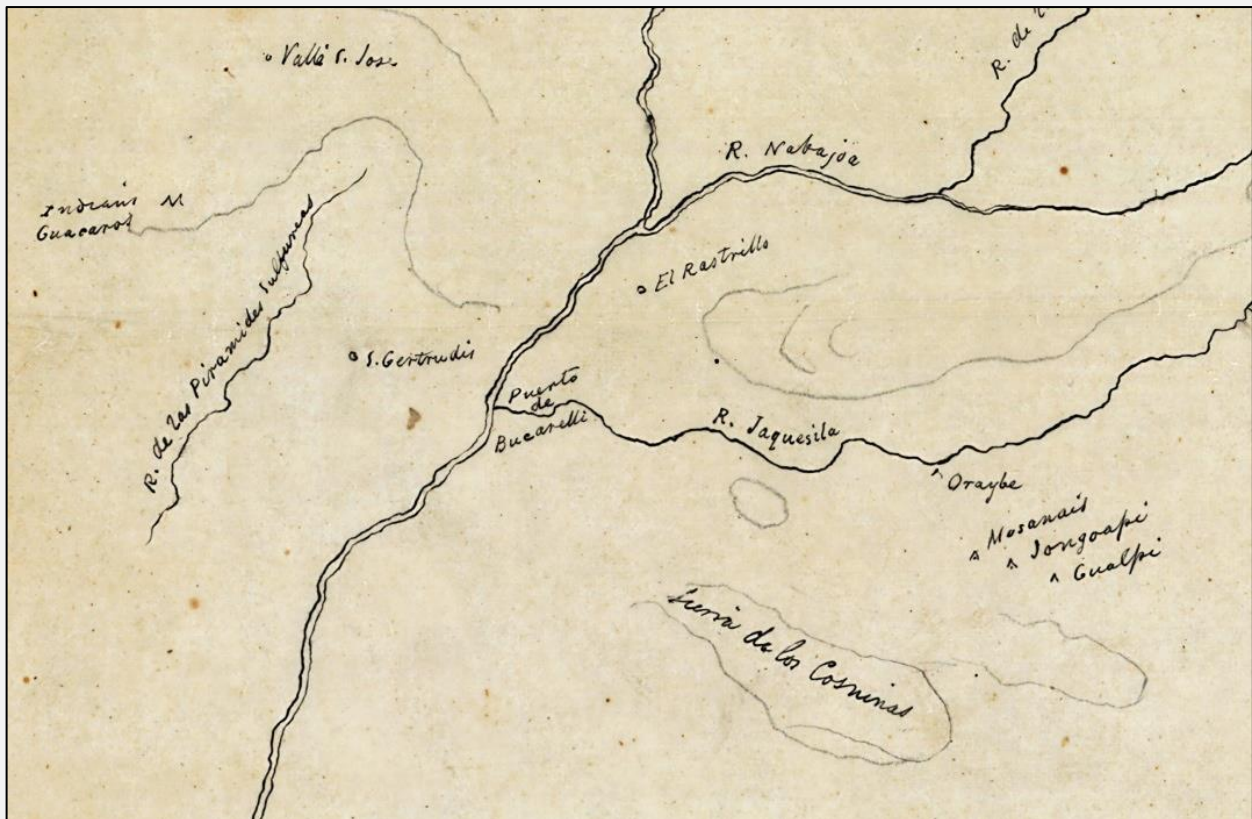 Valle S. Jose
R. de
R. Nabajoa
Indians
Guacaros
R. de las Piramides Sulfureas
El Rastrillo
S. Gertrudis
Puerto
de
Bucarelli
R. Jaquesila
Oraybe
Mosanais
Jongoapi
Gualpi
Sierra de los Cosninas